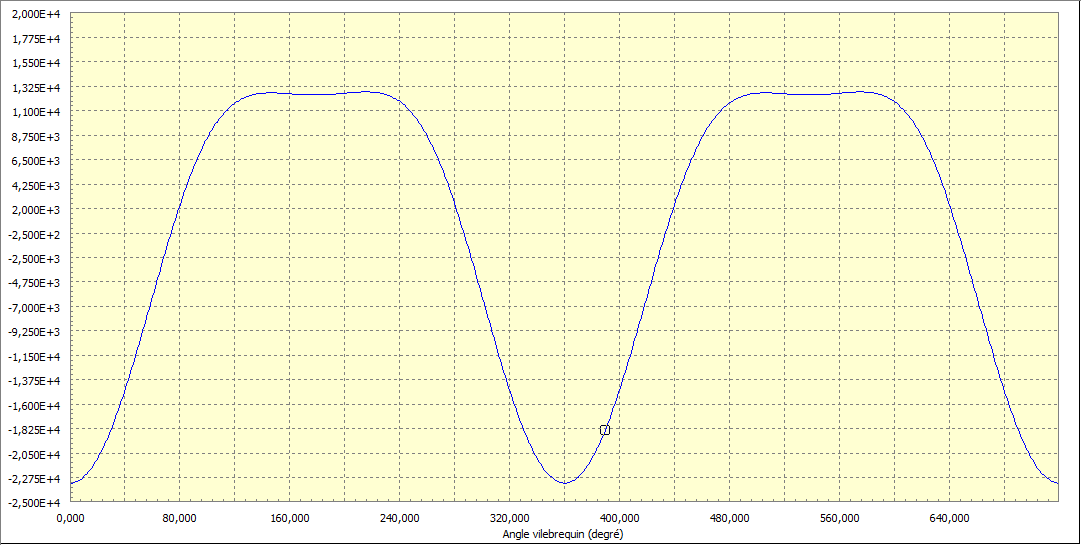 2,000E+4
1,775E+4
1,550E+4
1,325E+4
1,100E+4
8,750E+3
6,500E+3
4,250E+3
2,000E+3
-2,500E+2
-2,500E+3
-4,750E+3
-7,000E+3
-9,250E+3
-1,150E+4
-1,375E+4
-1,600E+4
-1,825E+4
-2,050E+4
-2,275E+4
-2,500E+4
0,000 80,000 160,000 240,000 320,000 400,000 480,000 560,000 640,000
Angle vilebrequin (degré)